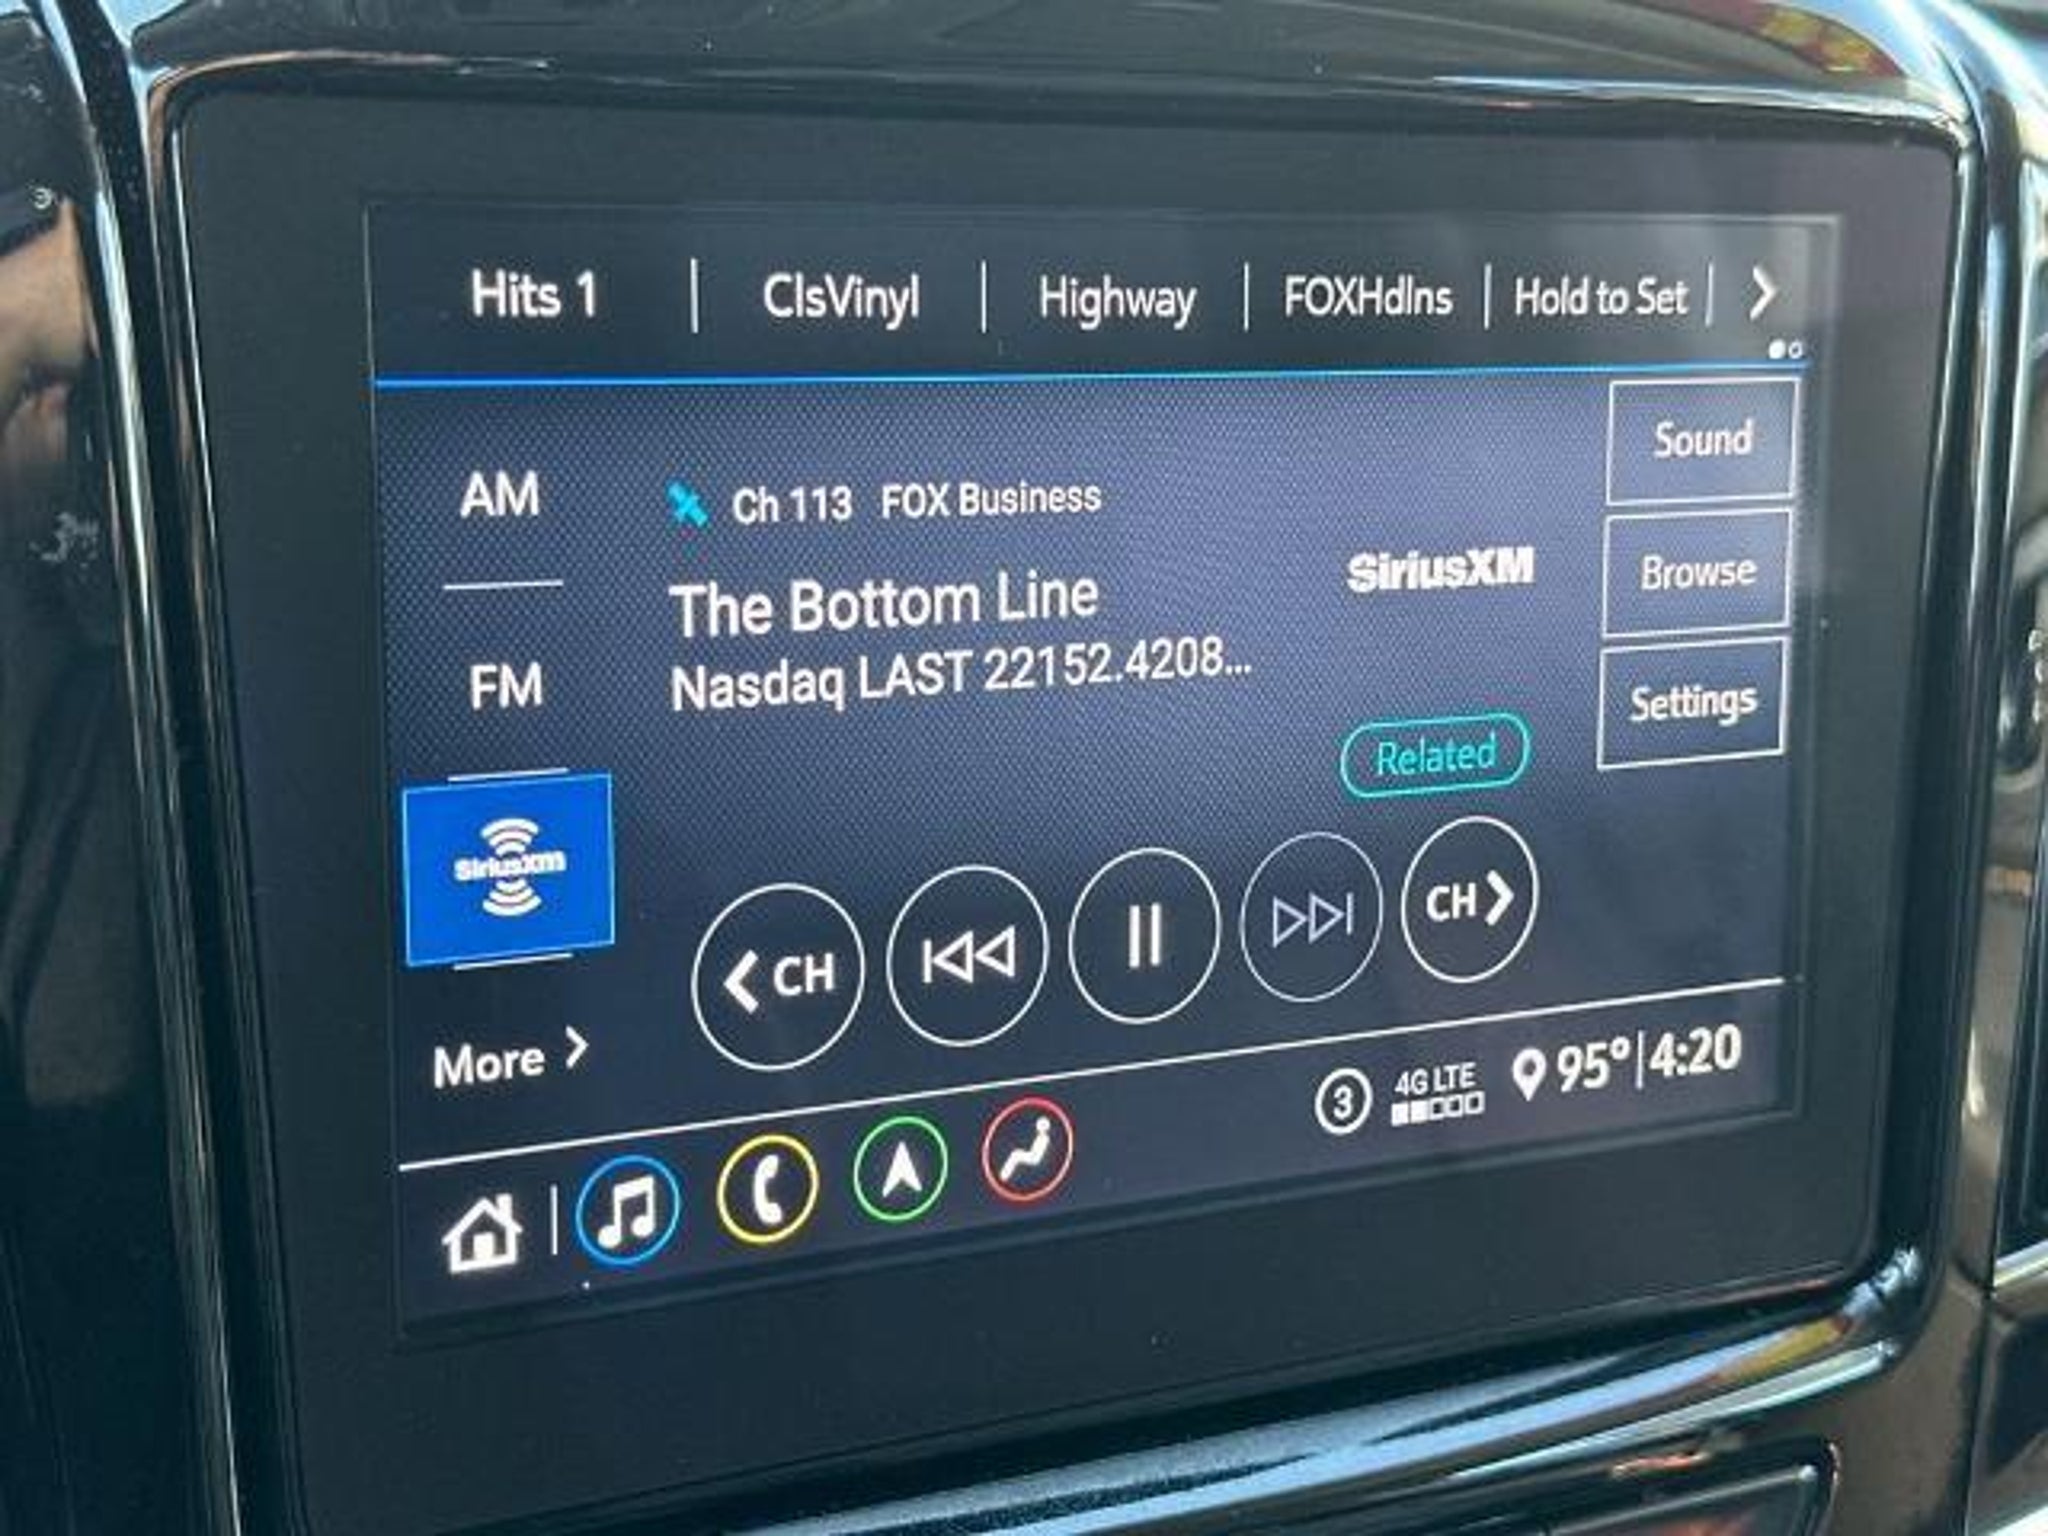 Hits 1 | ClsVinyl | Highway | FOXHdlns | Hold to Set
Sound
AM
Ch 113 FOX Business
The Bottom Line
SiriusXM
Browse
Nasdaq LAST 22152.4208...
FM
Settings
Related
SiriusXM
CH
CH
More
3 4G LTE 95° | 4:20